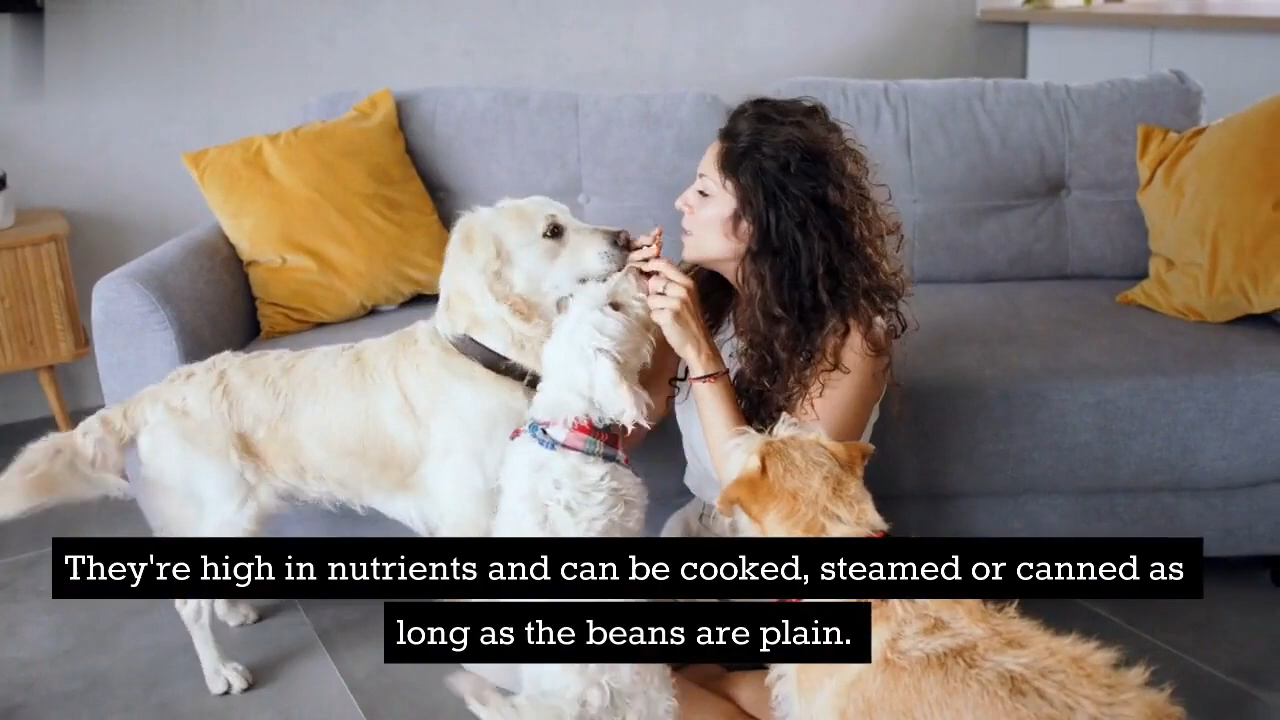 They're high in nutrients and can be cooked, steamed or canned as
long as the beans are plain.